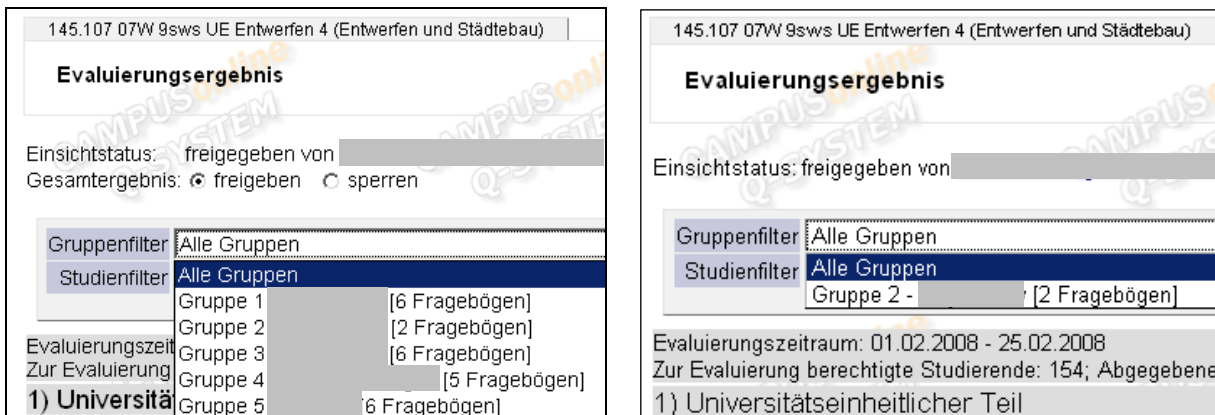 145.107 07W 9sws UE Entwerfen 4 (Entwerfen und Städtebau)
Evaluierungsergebnis
CAMPUSonline
Q-SYSTEM
CAMPUSonline
Q-SYSTEM
Einsichtstatus: freigegeben von
Gesamtergebnis: freigeben sperren
Gruppenfilter Alle Gruppen
Studienfilter Alle Gruppen
Gruppe 1 [6 Fragebögen]
Gruppe 2 [2 Fragebögen]
Gruppe 3 [6 Fragebögen]
Gruppe 4 [5 Fragebögen]
Gruppe 5 [6 Fragebögen]
Evaluierungszeit
Zur Evaluierung
1) Universitä
145.107 07W 9sws UE Entwerfen 4 (Entwerfen und Städtebau)
Evaluierungsergebnis
CAMPUSonline
Q-SYSTEM
Einsichtstatus: freigegeben von
Gruppenfilter Alle Gruppen
Studienfilter Alle Gruppen
Gruppe 2 - [2 Fragebögen]
Evaluierungszeitraum: 01.02.2008 - 25.02.2008
Zur Evaluierung berechtigte Studierende: 154; Abgegebene
1) Universitätseinheitlicher Teil